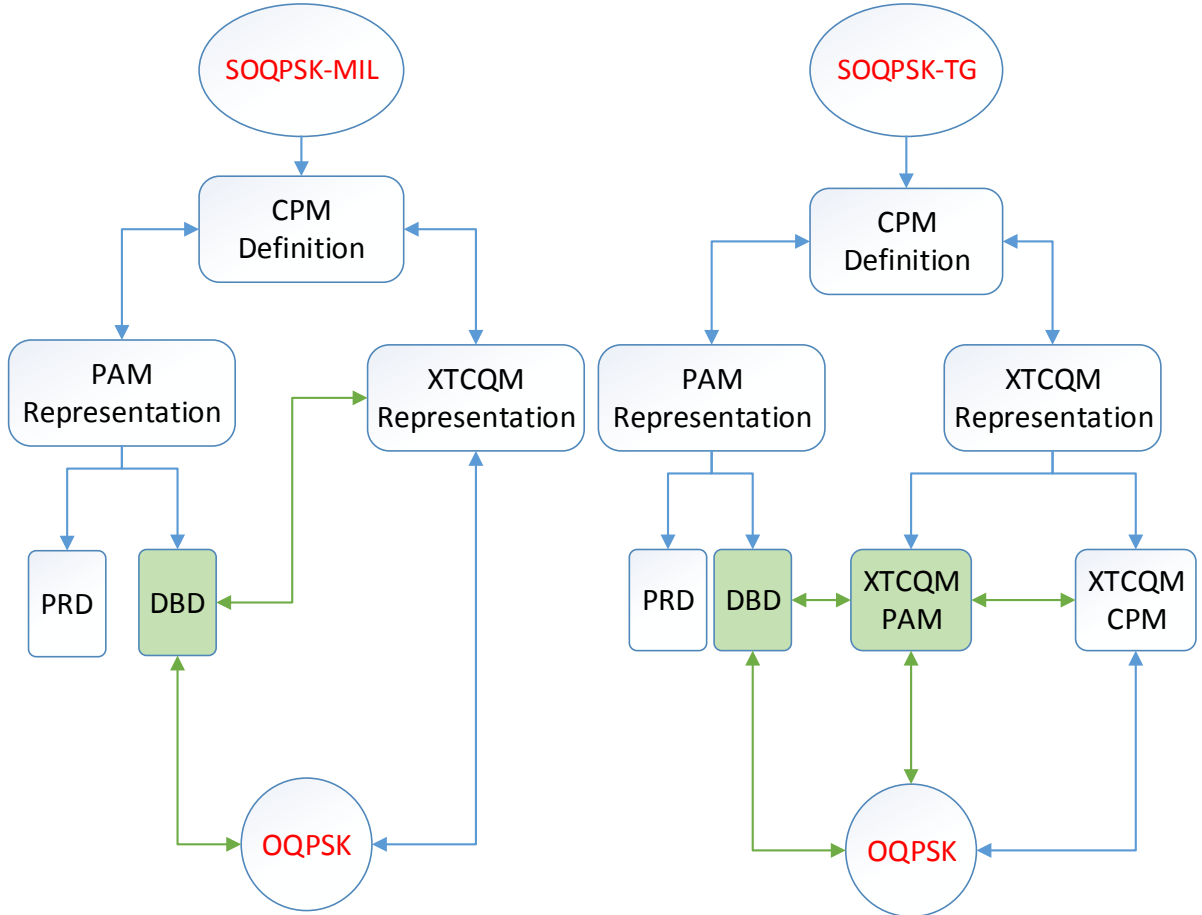 SOQPSK-MIL
CPM
Definition
PAM
Representation
XTCQM
Representation
PRD
DBD
OQPSK
SOQPSK-TG
CPM
Definition
PAM
Representation
XTCQM
Representation
PRD
DBD
XTCQM
PAM
XTCQM
CPM
OQPSK